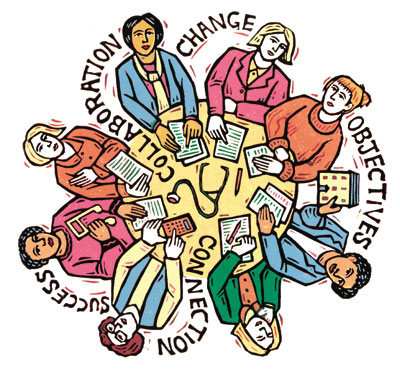 COLLABORATION
CHANGE
OBJECTIVES
CONNECTION
SUCCESS